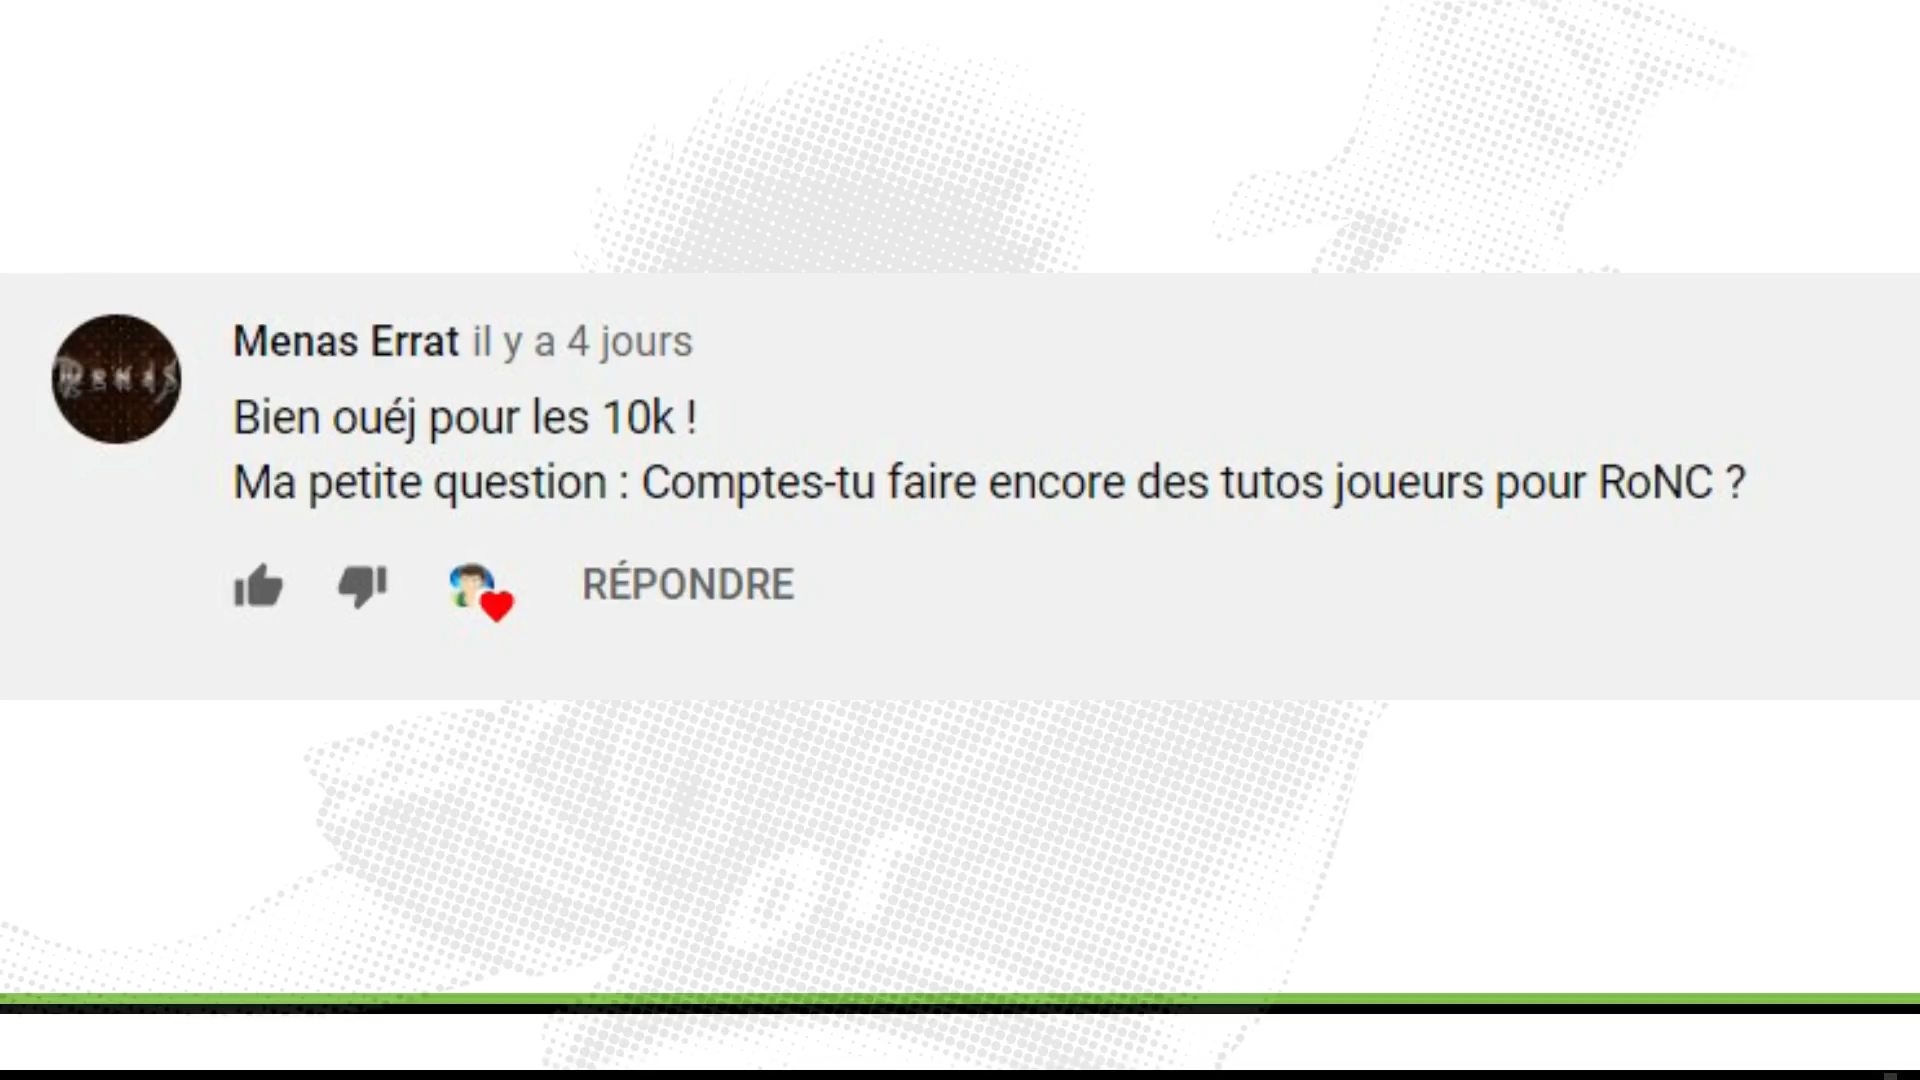 Menas Errat il y a 4 jours
Bien ouéj pour les 10k !
Ma petite question : Comptes-tu faire encore des tutos joueurs pour RoNC ?
RÉPONDRE